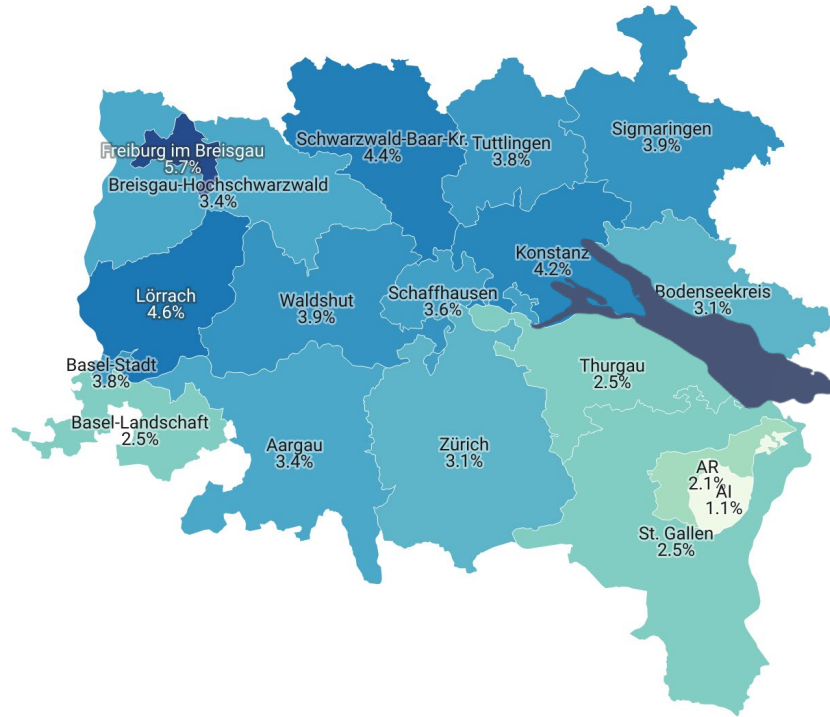 Sigmaringen
3.9%
Schwarzwald-Baar-Kr.
4.4%
Tuttlingen
3.8%
Freiburg im Breisgau
5.7%
Breisgau-Hochschwarzwald
3.4%
Konstanz
4.2%
Lörrach
4.6%
Waldshut
3.9%
Schaffhausen
3.6%
Bodenseekreis
3.1%
Basel-Stadt
3.8%
Thurgau
2.5%
Basel-Landschaft
2.5%
Aargau
3.4%
Zürich
3.1%
AR
2.1%
AI
1.1%
St. Gallen
2.5%